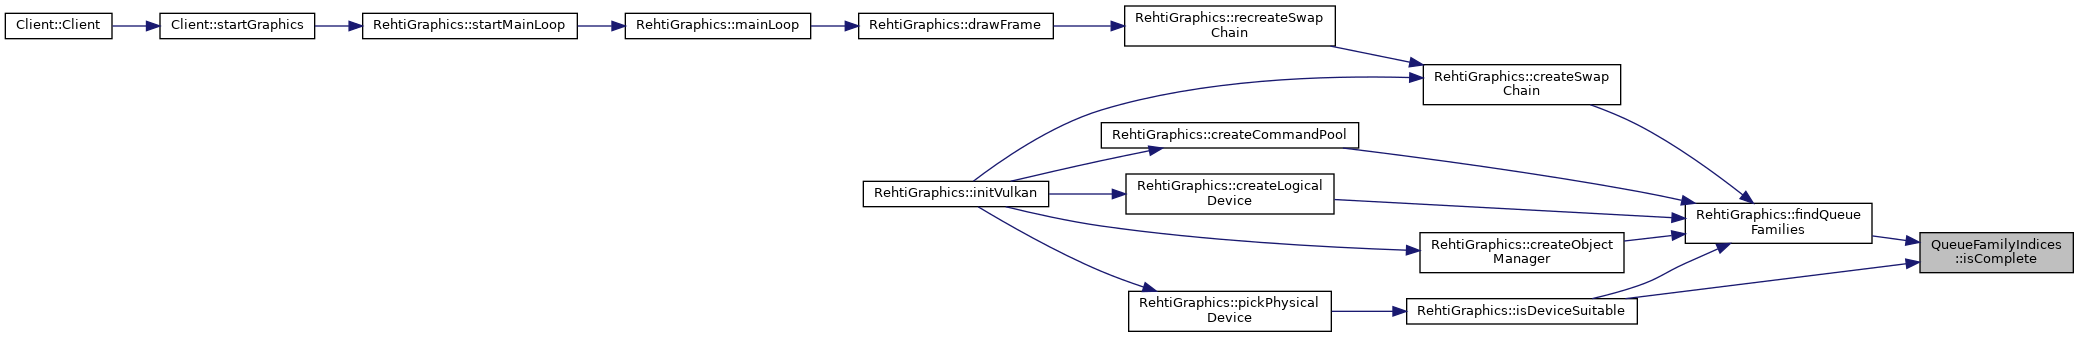 Client::Client
Client::startGraphics
RehtiGraphics::startMainLoop
RehtiGraphics::mainLoop
RehtiGraphics::drawFrame
RehtiGraphics::recreateSwap
Chain
RehtiGraphics::createSwap
Chain
RehtiGraphics::createCommandPool
RehtiGraphics::initVulkan
RehtiGraphics::createLogical
Device
RehtiGraphics::findQueue
Families
RehtiGraphics::createObject
Manager
QueueFamilyIndices
::isComplete
RehtiGraphics::pickPhysical
Device
RehtiGraphics::isDeviceSuitable